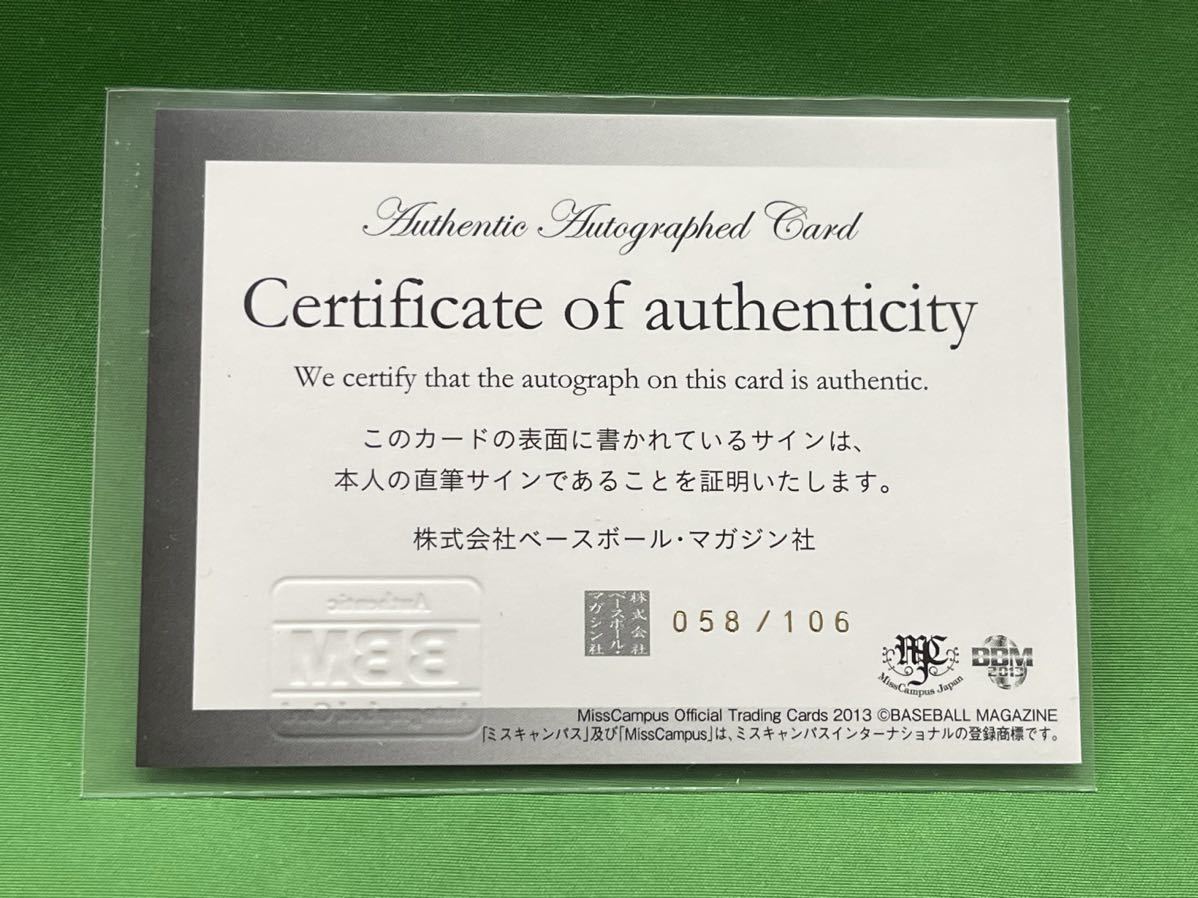 Authentic Autographed Card
Certificate of authenticity
We certify that the autograph on this card is authentic.
このカードの表面に書かれているサインは、
本人の直筆サインであることを証明いたします。
株式会社ベースボール・マガジン社
Authentic
BBM
株式会社
ベースボール・
マガジン社
058/106
MJC
MissCampus Japan
BBM
2013
MissCampus Official Trading Cards 2013 ©BASEBALL MAGAZINE
「ミスキャンパス」及び「MissCampus」は、ミスキャンパスインターナショナルの登録商標です。